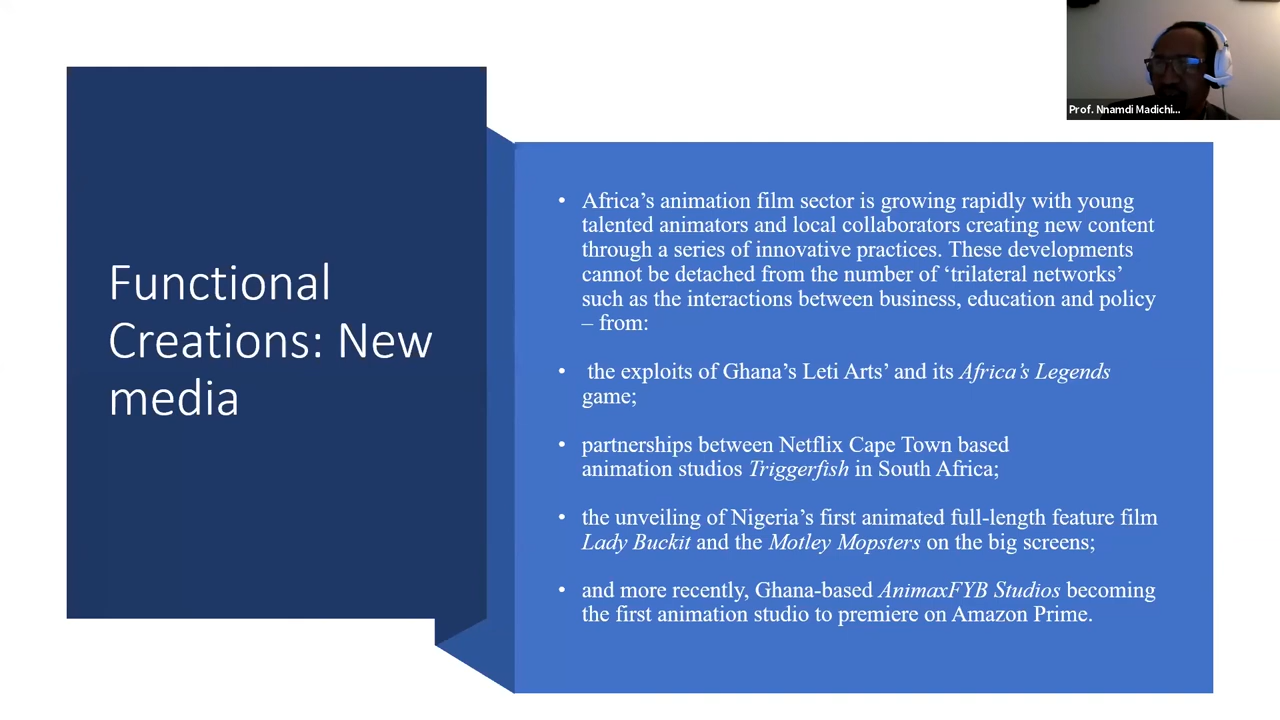 Prof. Nnamdi Madichi...
Functional
Creations: New
media
• Africa’s animation film sector is growing rapidly with young
talented animators and local collaborators creating new content
through a series of innovative practices. These developments
cannot be detached from the number of ‘trilateral networks’
such as the interactions between business, education and policy
– from:
• the exploits of Ghana’s Leti Arts’ and its Africa’s Legends
game;
• partnerships between Netflix Cape Town based
animation studios Triggerfish in South Africa;
• the unveiling of Nigeria’s first animated full-length feature film
Lady Buckit and the Motley Mopsters on the big screens;
• and more recently, Ghana-based AnimaxFYB Studios becoming
the first animation studio to premiere on Amazon Prime.